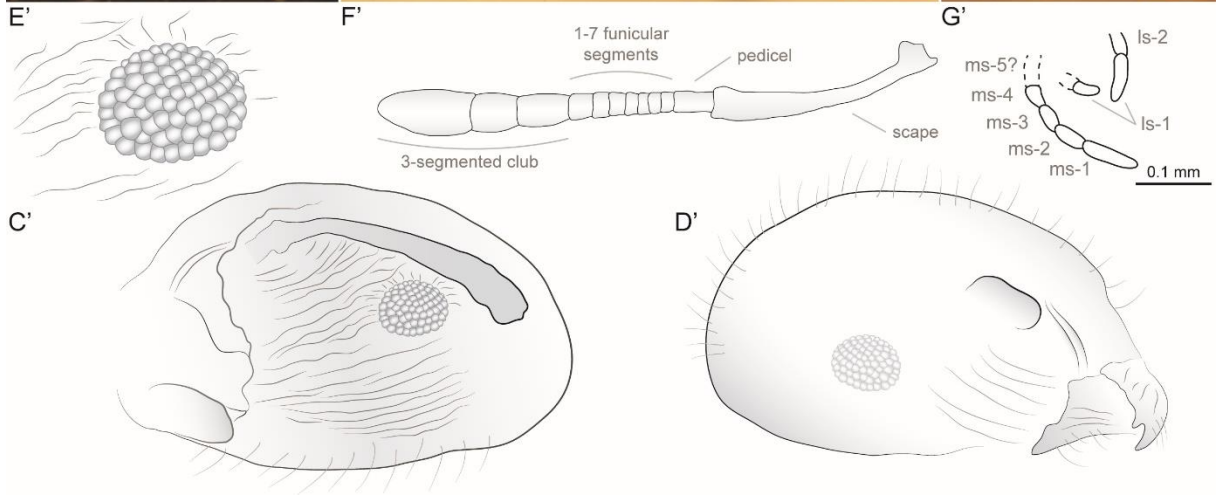 E’
F’
1-7 funicular
segments
pedicel
scape
3-segmented club
G’
ls-2
ms-5?
ms-4
ms-3
ms-2
ms-1
ls-1
0.1 mm
C’
D’